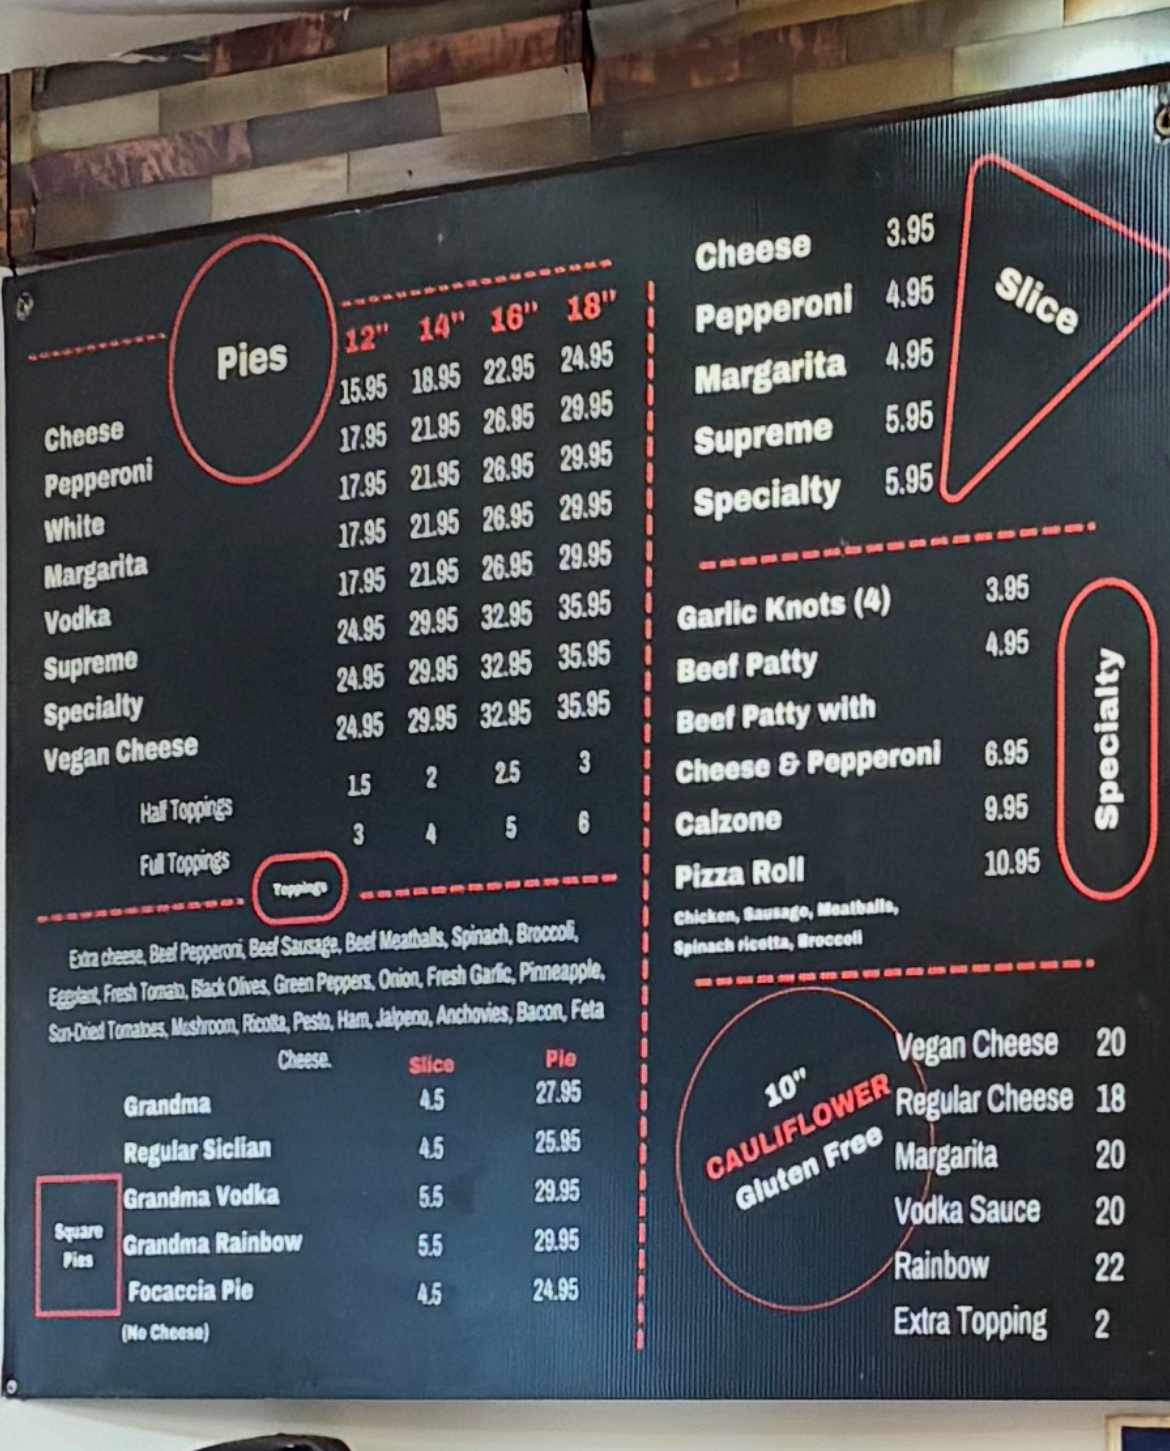 Pies
12" 14" 16" 18"
Cheese 15.95 18.95 22.95 24.95
Pepperoni 17.95 21.95 26.95 29.95
White 17.95 21.95 26.95 29.95
Margarita 17.95 21.95 26.95 29.95
Vodka 17.95 21.95 26.95 29.95
Supreme 24.95 29.95 32.95 35.95
Specialty 24.95 29.95 32.95 35.95
Vegan Cheese 24.95 29.95 32.95 35.95
Half Toppings 1.5 2 2.5 3
Full Toppings 3 4 5 6
Toppings
Extra cheese, Beef Pepperoni, Beef Sausage, Beef Meatballs, Spinach, Broccoli,
Eggplant, Fresh Tomato, Black Olives, Green Peppers, Onion, Fresh Garlic, Pinneapple,
Sun-Dried Tomatoes, Mushroom, Ricotta, Pesto, Ham, Jalpeno, Anchovies, Bacon, Feta
Cheese.
Slice Pie
Grandma 4.5 27.95
Regular Siclian 4.5 25.95
Grandma Vodka 5.5 29.95
Grandma Rainbow 5.5 29.95
Focaccia Pie 4.5 24.95
(No Cheese)
Square
Pies
Slice
Cheese 3.95
Pepperoni 4.95
Margarita 4.95
Supreme 5.95
Specialty 5.95
Specialty
Garlic Knots (4) 3.95
Beef Patty 4.95
Beef Patty with
Cheese & Pepperoni 6.95
Calzone 9.95
Pizza Roll 10.95
Chicken, Sausage, Meatballs,
Spinach ricotta, Broccoli
10"
CAULIFLOWER
Gluten Free
Vegan Cheese 20
Regular Cheese 18
Margarita 20
Vodka Sauce 20
Rainbow 22
Extra Topping 2